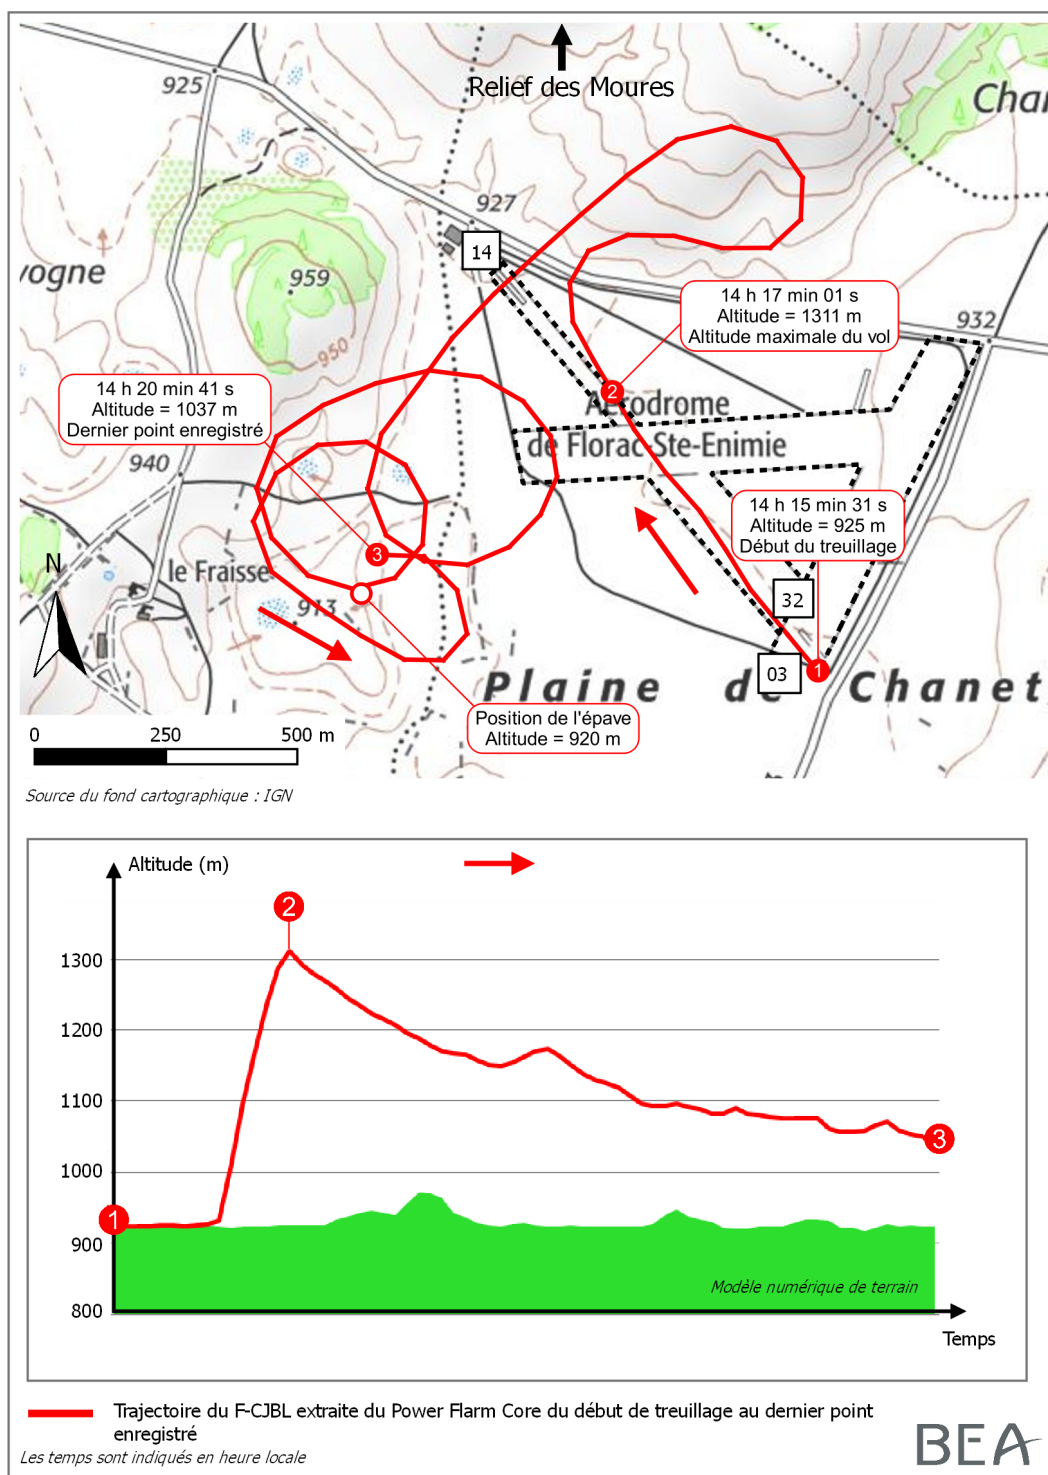 Relief des Moures
925
Char
927
14
vogne
959
932
14 h 17 min 01 s
Altitude = 1311 m
Altitude maximale du vol
950
14 h 20 min 41 s
Altitude = 1037 m
Dernier point enregistré
2
Aérodrome
de Florac-Ste-Enimie
940
14 h 15 min 31 s
Altitude = 925 m
Début du treuillage
N
3
le Fraisse
32
913
03
1
Plaine de Chanet
Position de l'épave
Altitude = 920 m
0 250 500 m
Source du fond cartographique : IGN
Altitude (m)
2
1300
1200
1100
3
1000
1
900
Modèle numérique de terrain
800
Temps
Trajectoire du F-CJBL extraite du Power Flarm Core du début de treuillage au dernier point
enregistré
Les temps sont indiqués en heure locale
BEA